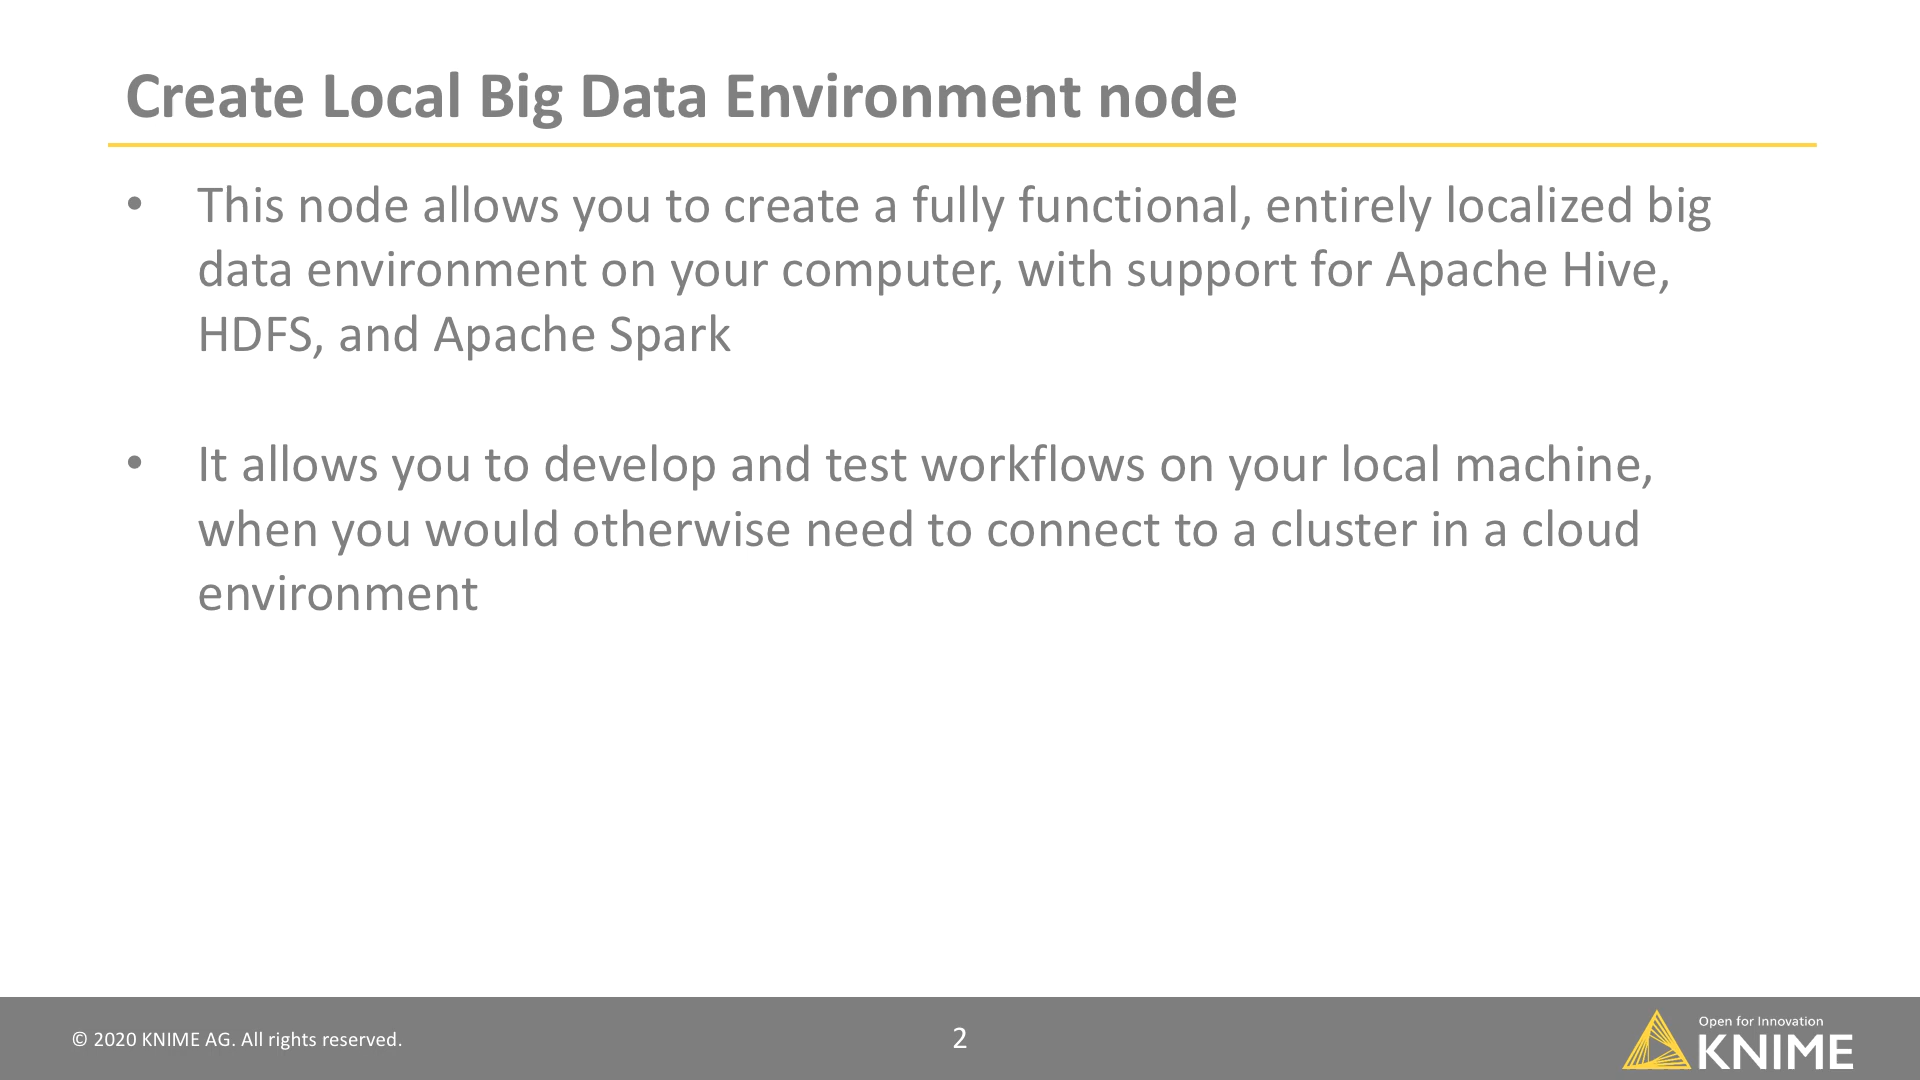 Create Local Big Data Environment node
• This node allows you to create a fully functional, entirely localized big
data environment on your computer, with support for Apache Hive,
HDFS, and Apache Spark
• It allows you to develop and test workflows on your local machine,
when you would otherwise need to connect to a cluster in a cloud
environment
© 2020 KNIME AG. All rights reserved.
2
Open for Innovation
KNIME